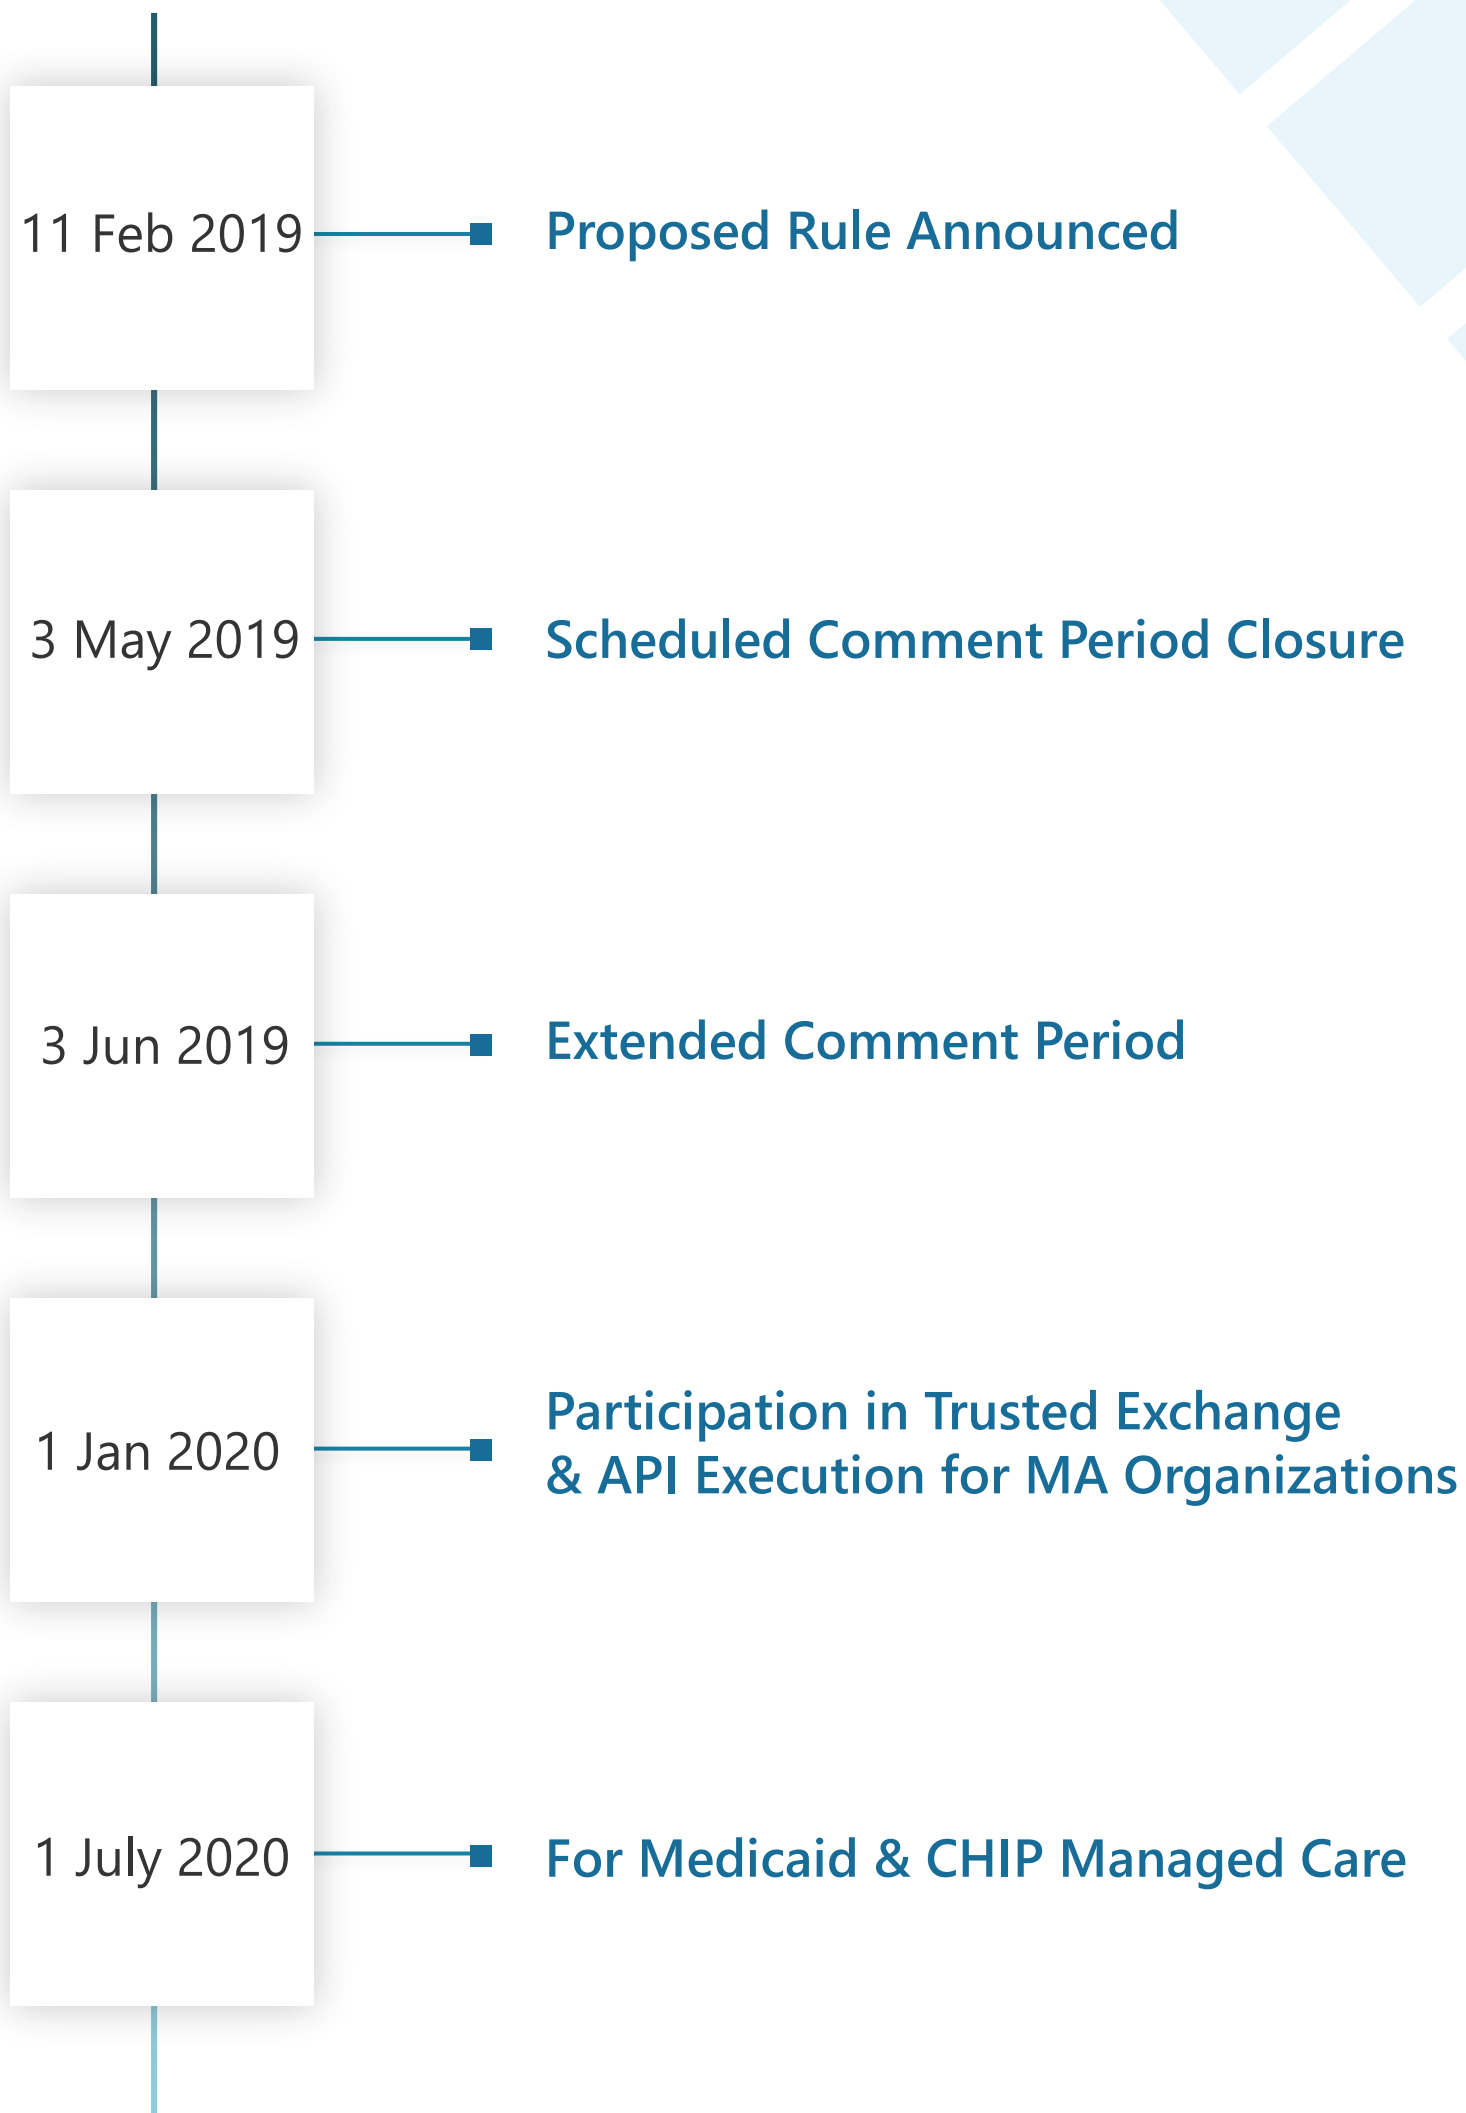 11 Feb 2019
Proposed Rule Announced
3 May 2019
Scheduled Comment Period Closure
3 Jun 2019
Extended Comment Period
1 Jan 2020
Participation in Trusted Exchange
& API Execution for MA Organizations
1 July 2020
For Medicaid & CHIP Managed Care